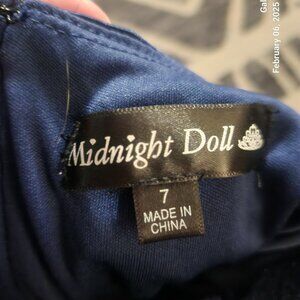 Midnight Doll
7
MADE IN
CHINA
February 06, 2025